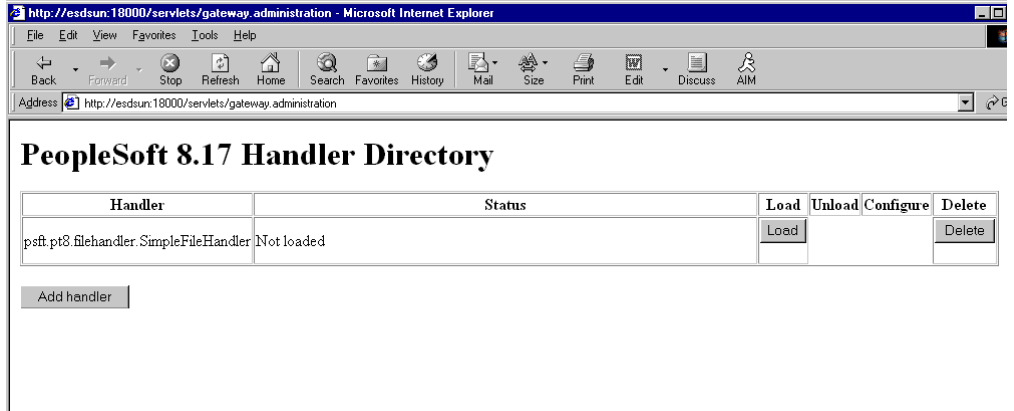 http://esdsun:18000/servlets/gateway.administration - Microsoft Internet Explorer
File Edit View Favorites Tools Help
Back Forward Stop Refresh Home Search Favorites History Mail Size Print Edit Discuss AIM
Address http://esdsun:18000/servlets/gateway.administration
PeopleSoft 8.17 Handler Directory
Handler Status Load Unload Configure Delete
psft.pt8.filehandler.SimpleFileHandler Not loaded Load Delete
Add handler